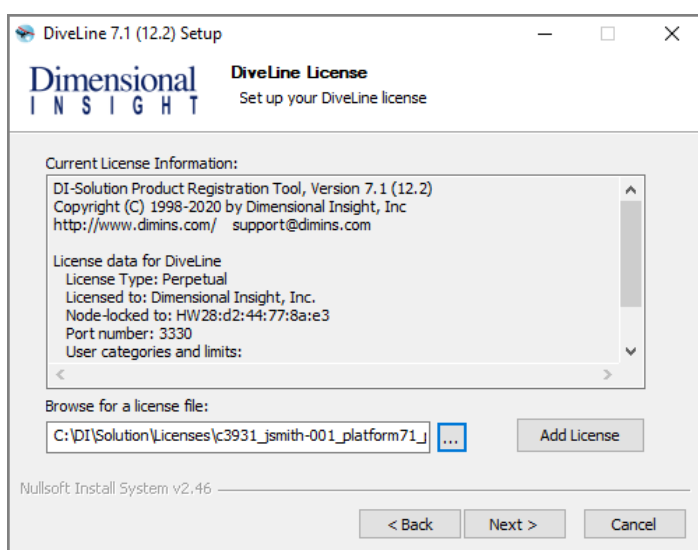 DiveLine 7.1 (12.2) Setup
Dimensional
INSIGHT
DiveLine License
Set up your DiveLine license
Current License Information:
DI-Solution Product Registration Tool, Version 7.1 (12.2)
Copyright (C) 1998-2020 by Dimensional Insight, Inc
http://www.dimins.com/ support@dimins.com
License data for DiveLine
License Type: Perpetual
Licensed to: Dimensional Insight, Inc.
Node-locked to: HW28:d2:44:77:8a:e3
Port number: 3330
User categories and limits:
Browse for a license file:
C:\DI\Solution\Licenses\c3931_jsmith-001_platform71_
...
Add License
Nullsoft Install System v2.46
< Back
Next >
Cancel